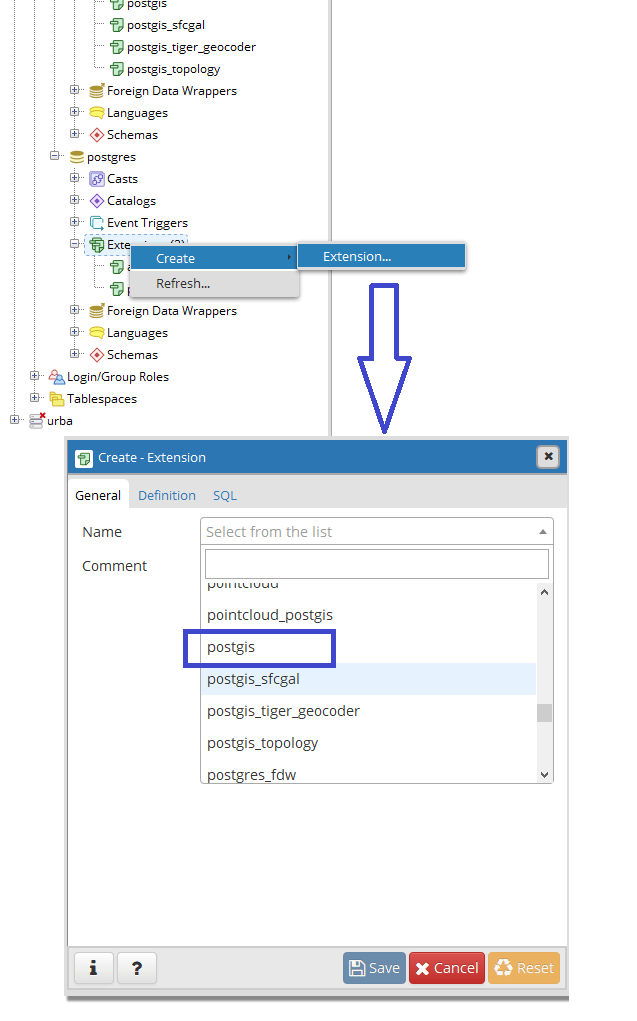 postgis
postgis_sfcgal
postgis_tiger_geocoder
postgis_topology
Foreign Data Wrappers
Languages
Schemas
postgres
Casts
Catalogs
Event Triggers
Create
Extension...
Refresh...
Foreign Data Wrappers
Languages
Schemas
Login/Group Roles
Tablespaces
urba
Create - Extension
General Definition SQL
Name Select from the list
Comment
pointcloud
pointcloud_postgis
postgis
postgis_sfcgal
postgis_tiger_geocoder
postgis_topology
postgres_fdw
i ? Save Cancel Reset